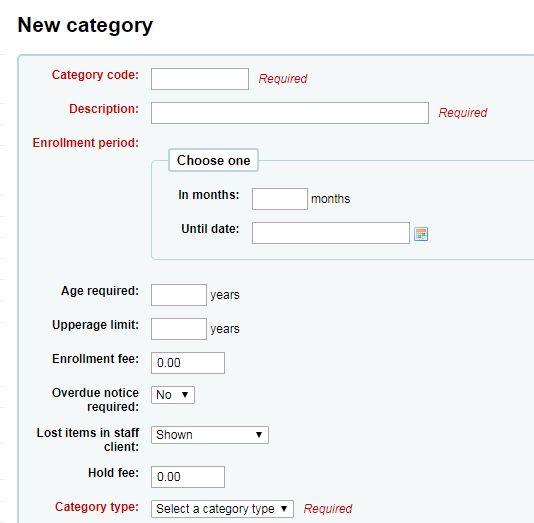 New category
Category code: Required
Description: Required
Enrollment period:
Choose one
In months: months
Until date:
Age required: years
Upperage limit: years
Enrollment fee: 0.00
Overdue notice No
required:
Lost items in staff Shown
client:
Hold fee: 0.00
Category type: Select a category type Required